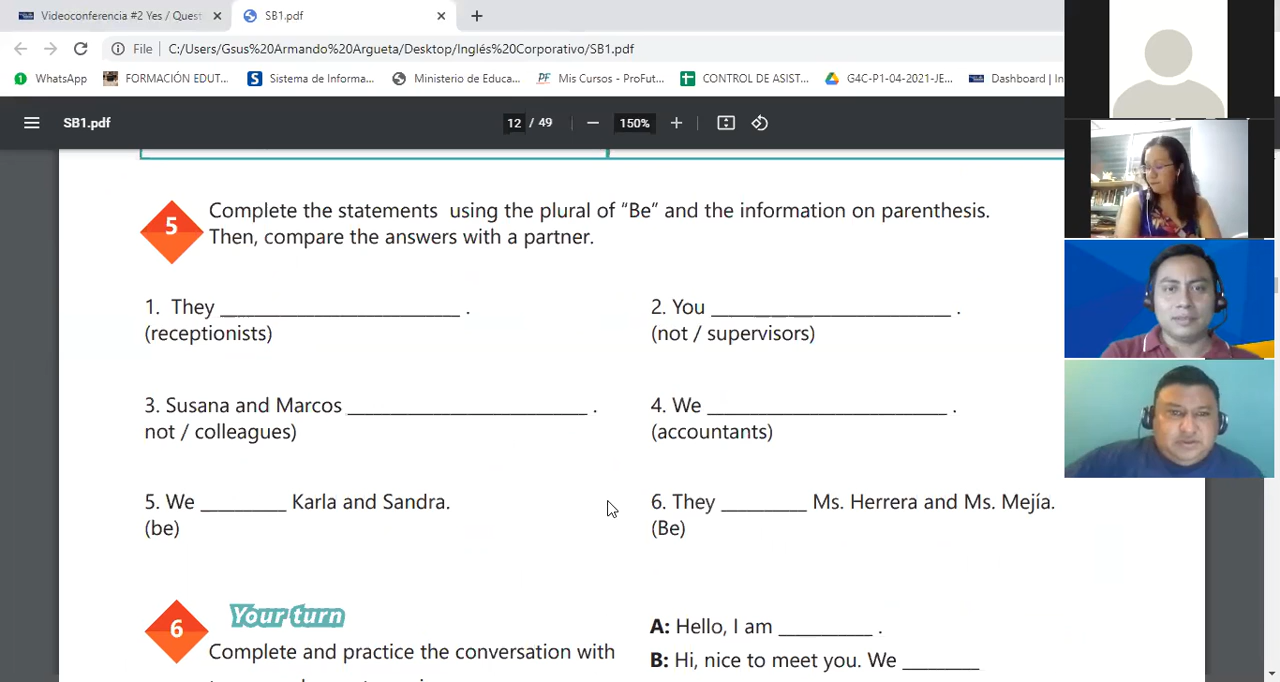 Videoconferencia #2 Yes / Quest
SB1.pdf
File
C:/Users/Gsus%20Armando%20Argueta/Desktop/Inglés%20Corporativo/SB1.pdf
WhatsApp
FORMACIÓN EDUT...
Sistema de Informa...
Ministerio de Educa...
Mis Cursos - ProFut...
CONTROL DE ASIST...
G4C-P1-04-2021-JE...
Dashboard | In
SB1.pdf
12 / 49
150%
5
Complete the statements using the plural of “Be” and the information on parenthesis.
Then, compare the answers with a partner.
1. They ________________________ .
(receptionists)
2. You ________________________ .
(not / supervisors)
3. Susana and Marcos ________________________ .
not / colleagues)
4. We ________________________ .
(accountants)
5. We _________ Karla and Sandra.
(be)
6. They _________ Ms. Herrera and Ms. Mejía.
(Be)
6
Your turn
Complete and practice the conversation with
A: Hello, I am __________ .
B: Hi, nice to meet you. We ________